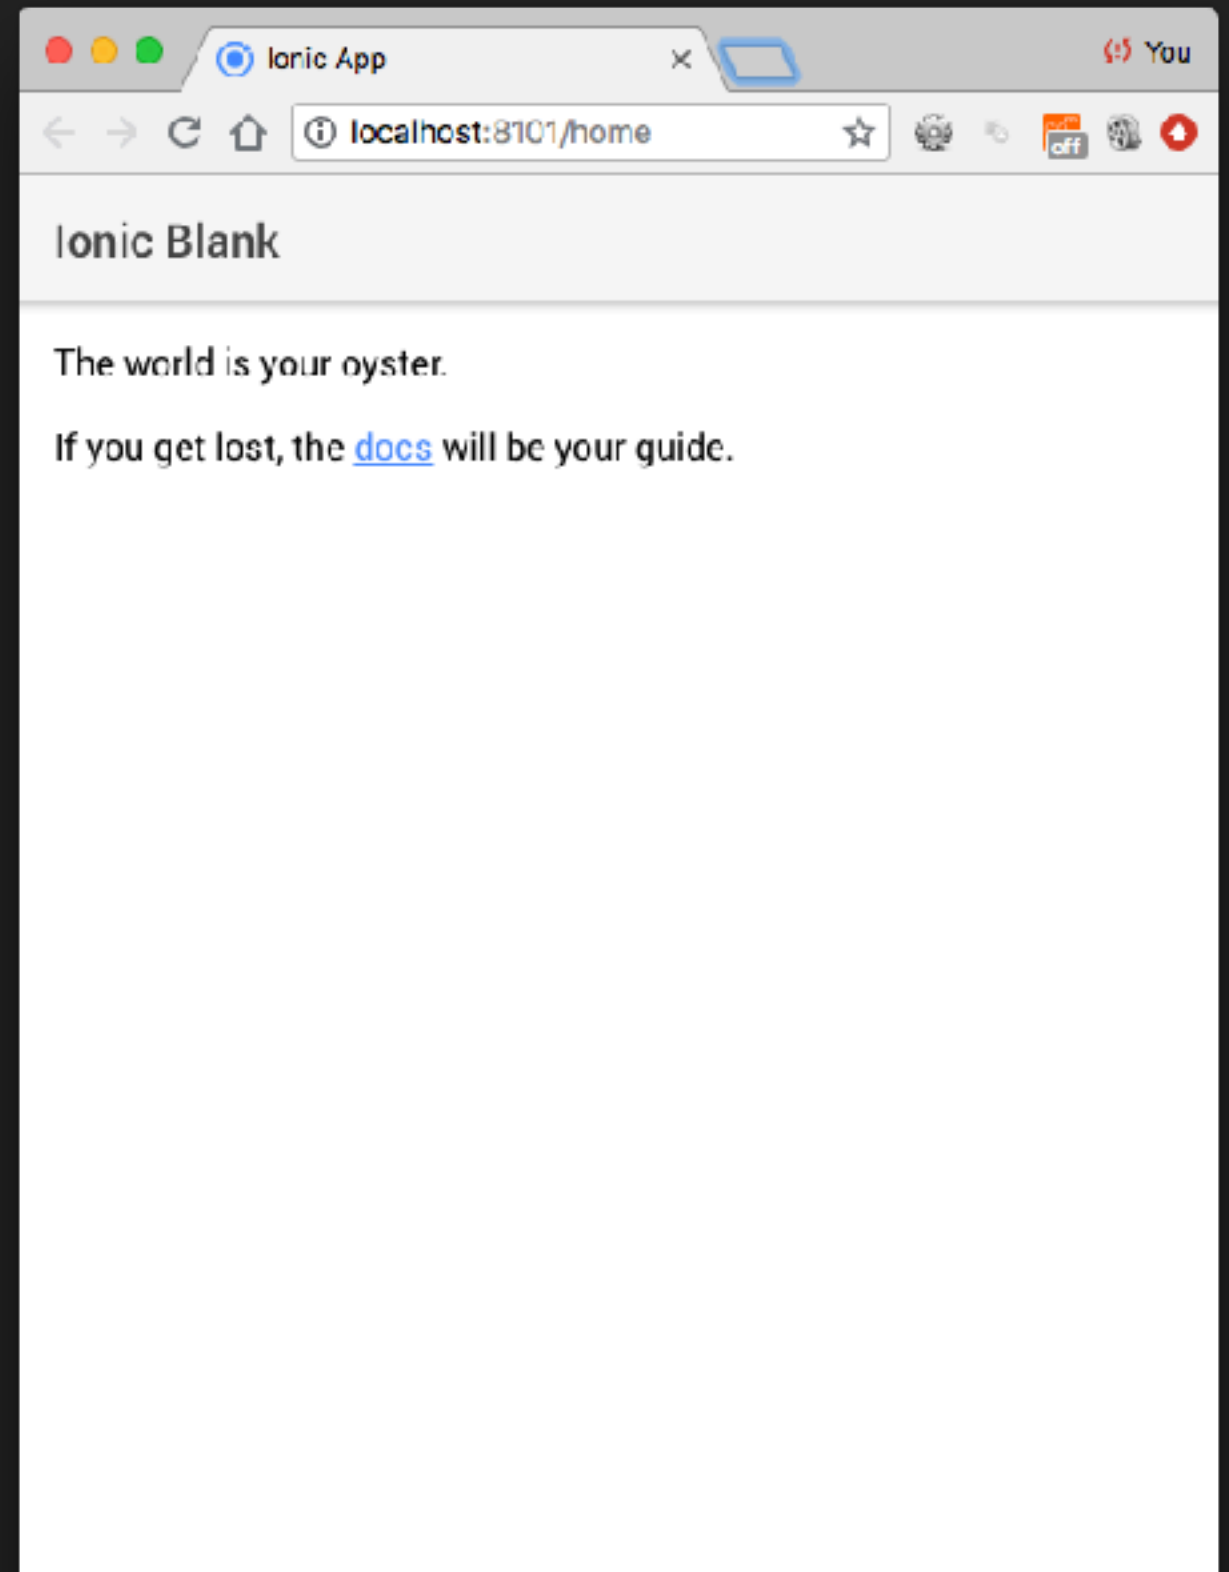 Ionic App
You
localhost:8101/home
off
Ionic Blank
The world is your oyster.
If you get lost, the docs will be your guide.